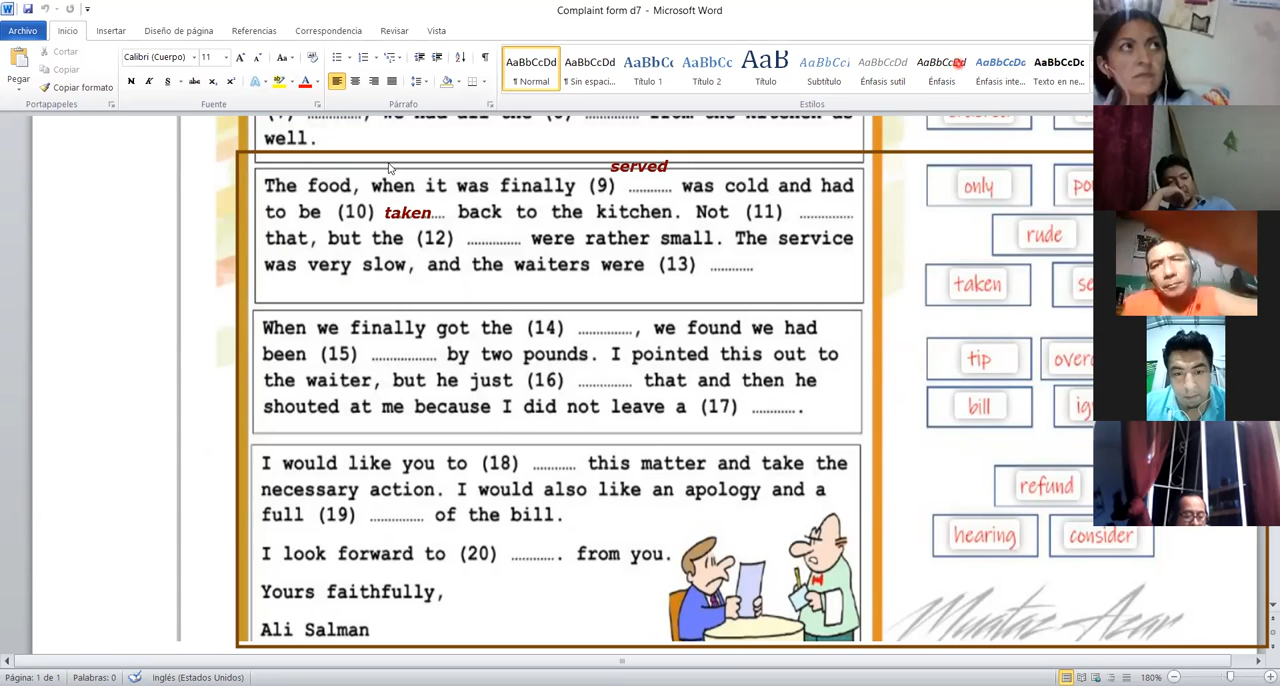 Complaint form d7 - Microsoft Word
Archivo Inicio Insertar Diseño de página Referencias Correspondencia Revisar Vista
Pegar
Cortar
Copiar
Copiar formato
Portapapeles
Calibri (Cuerpo) 11
Fuente
Párrafo
AaBbCcDd AaBbCcDd AaBbCc AaBbCc AaB AaBbCcI AaBbCcDd AaBbCcDd AaBbCcDc AaBbCcDc
¶ Normal ¶ Sin espaci... Título 1 Título 2 Título Subtítulo Énfasis sutil Énfasis Énfasis inte... Texto en ne...
Estilos
well.
served
The food, when it was finally (9) ........... was cold and had
to be (10) taken.... back to the kitchen. Not (11) ..............
that, but the (12) .............. were rather small. The service
was very slow, and the waiters were (13) ...........
When we finally got the (14) .............., we found we had
been (15) ................. by two pounds. I pointed this out to
the waiter, but he just (16) .............. that and then he
shouted at me because I did not leave a (17) ............
I would like you to (18) ........... this matter and take the
necessary action. I would also like an apology and a
full (19) .............. of the bill.
I look forward to (20) ............ from you.
Yours faithfully,
Ali Salman
only
rude
taken
tip
bill
refund
hearing consider
Muataz Azar
Página: 1 de 1 Palabras: 0 Inglés (Estados Unidos) 180%